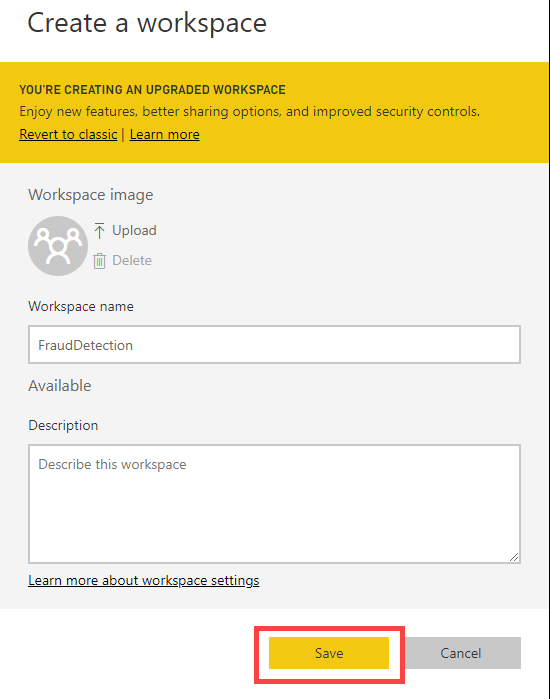 Create a workspace
YOU'RE CREATING AN UPGRADED WORKSPACE
Enjoy new features, better sharing options, and improved security controls.
Revert to classic | Learn more
Workspace image
Upload
Delete
Workspace name
FraudDetection
Available
Description
Describe this workspace
Learn more about workspace settings
Save Cancel